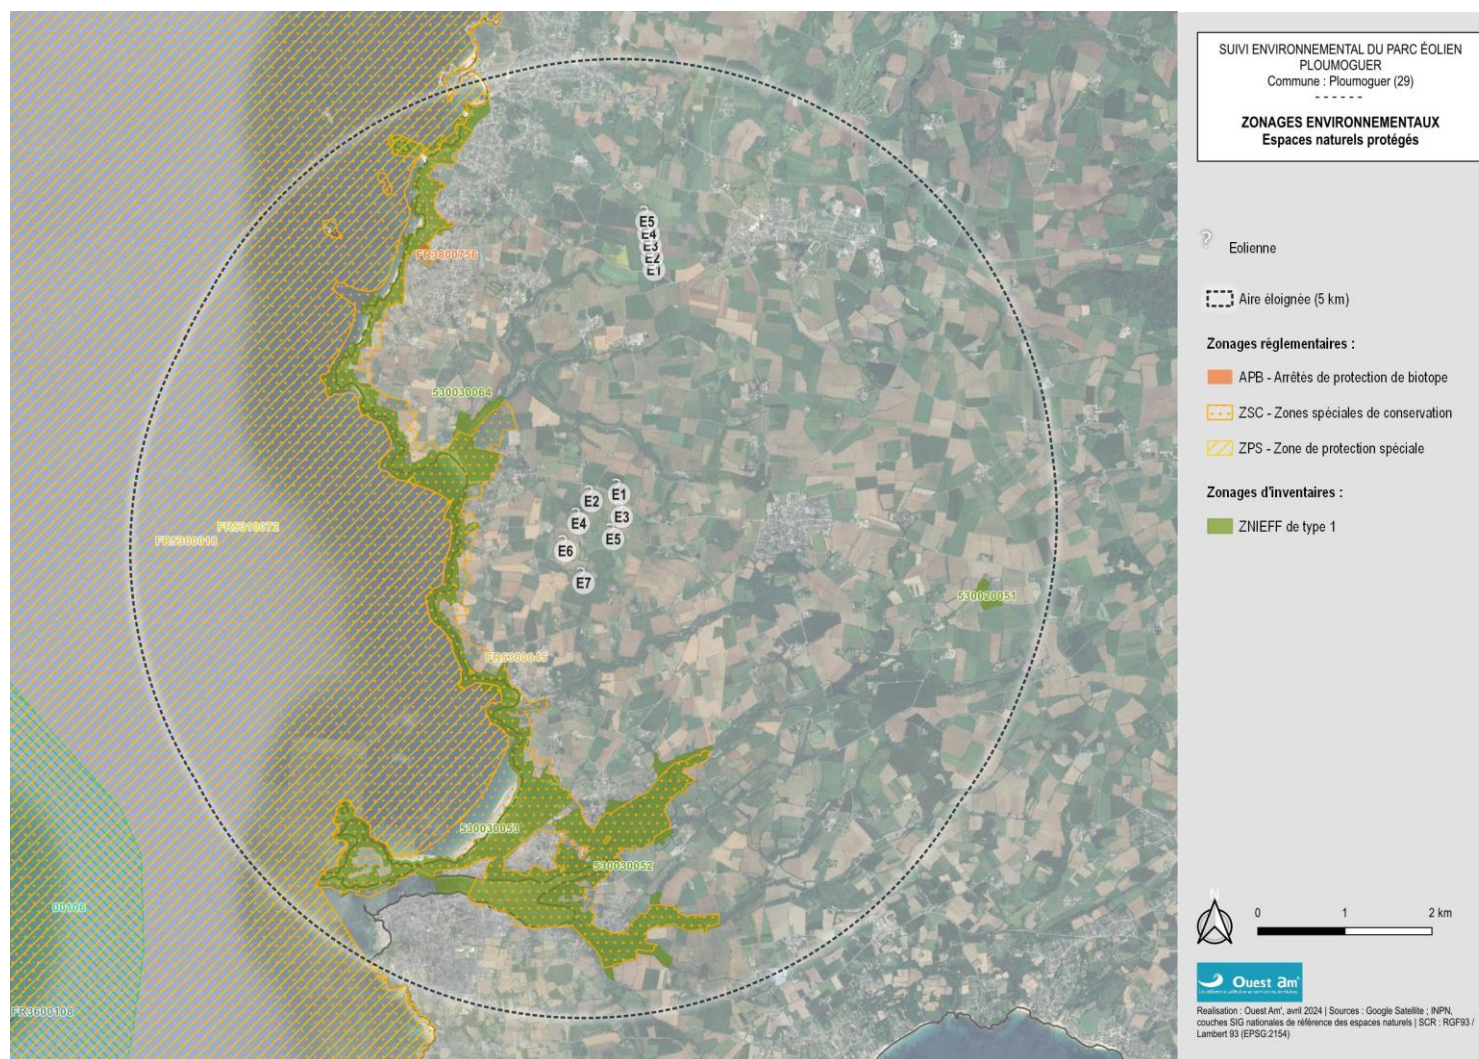 SUIVI ENVIRONNEMENTAL DU PARC ÉOLIEN
PLOUMOGUER
Commune : Ploumoguer (29)
- - - - - -
ZONAGES ENVIRONNEMENTAUX
Espaces naturels protégés
?
Eolienne
Aire éloignée (5 km)
Zonages réglementaires :
APB - Arrêtés de protection de biotope
ZSC - Zones spéciales de conservation
ZPS - Zone de protection spéciale
Zonages d'inventaires :
ZNIEFF de type 1
E5
E4
E3
E2
E1
FR3800756
530030064
E1
E2
E3
E4
E5
E6
E7
FR5310072
FR5300018
530020051
FR5300045
530030053
530030052
00106
FR3600108
N
0 1 2 km
Ouest am'
Realisation : Ouest Am', avril 2024 | Sources : Google Satellite ; INPN,
couches SIG nationales de référence des espaces naturels | SCR : RGF93 /
Lambert 93 (EPSG:2154)